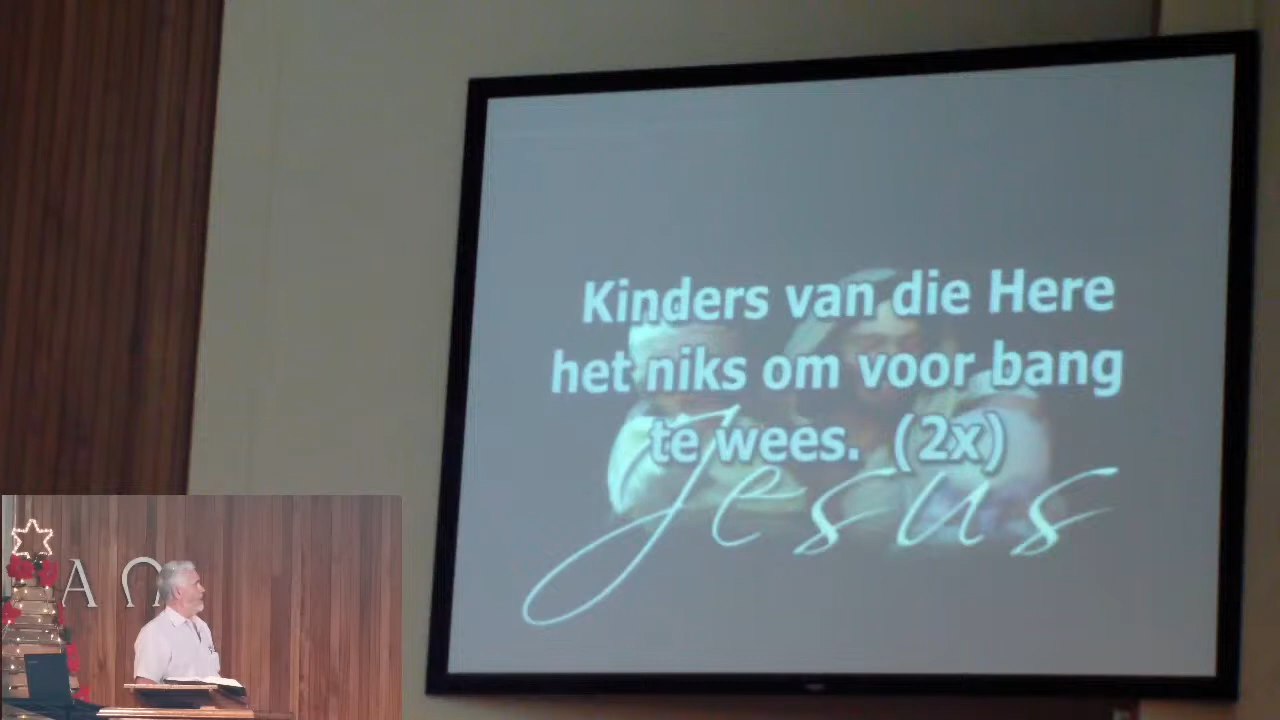 Kinders van die Here
het niks om voor bang
te wees. (2x)
Jesus
Α Ω